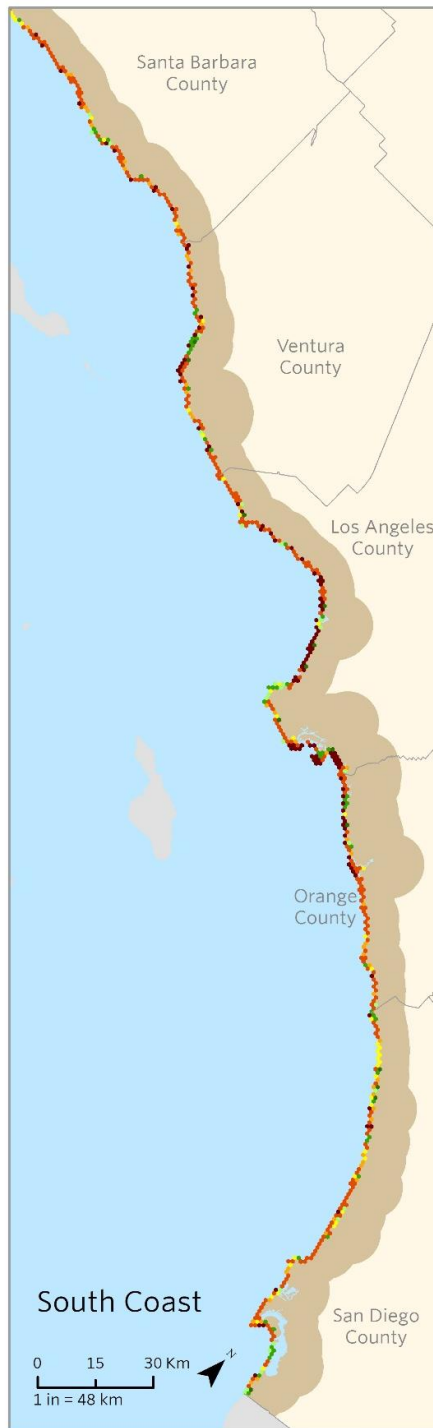 Santa Barbara
County
Ventura
County
Los Angeles
County
Orange
County
South Coast
San Diego
County
N
0 15 30 Km
1 in = 48 km